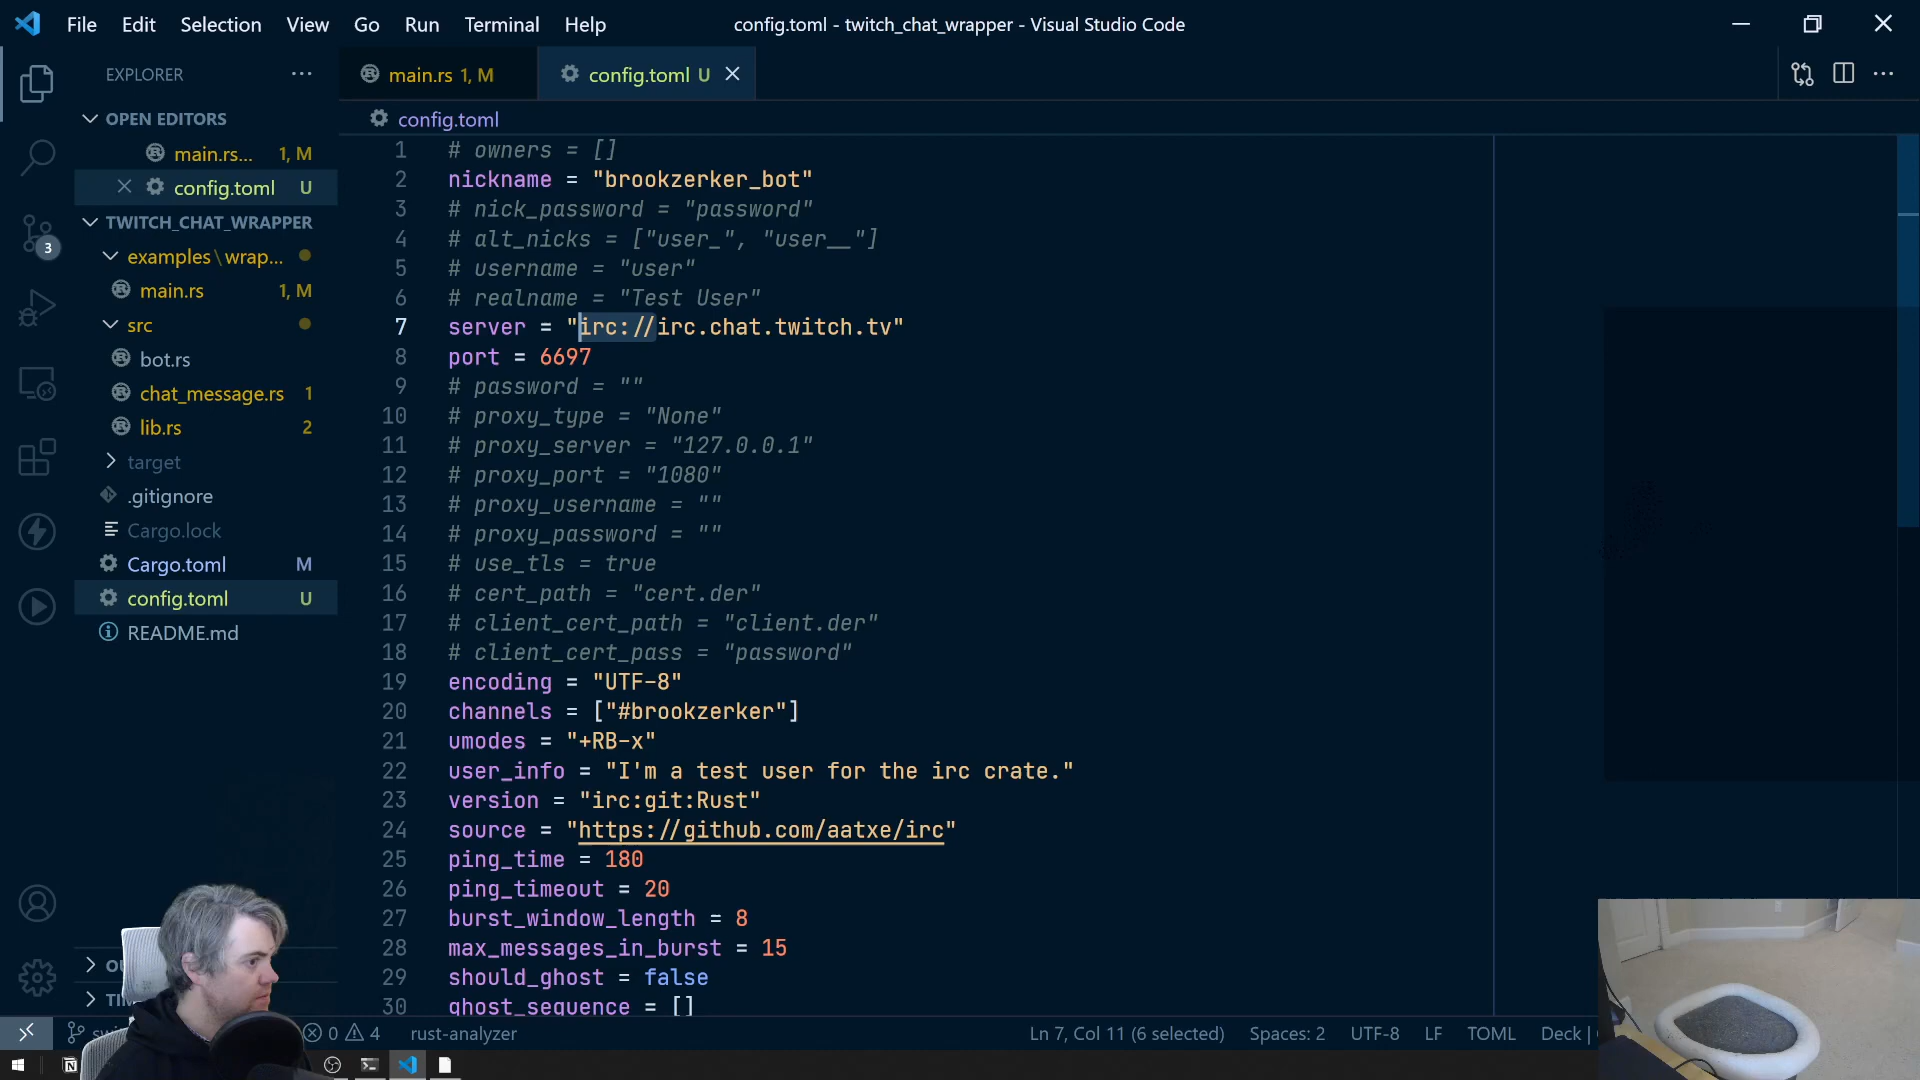 File Edit Selection View Go Run Terminal Help
config.toml - twitch_chat_wrapper - Visual Studio Code
EXPLORER
main.rs 1, M
config.toml U
OPEN EDITORS
main.rs... 1, M
config.toml U
TWITCH_CHAT_WRAPPER
examples\wrap...
main.rs 1, M
src
bot.rs
chat_message.rs 1
lib.rs 2
target
.gitignore
Cargo.lock
Cargo.toml M
config.toml U
README.md
3
config.toml
1 # owners = []
2 nickname = "brookzerker_bot"
3 # nick_password = "password"
4 # alt_nicks = ["user_", "user__"]
5 # username = "user"
6 # realname = "Test User"
7 server = "irc://irc.chat.twitch.tv"
8 port = 6697
9 # password = ""
10 # proxy_type = "None"
11 # proxy_server = "127.0.0.1"
12 # proxy_port = "1080"
13 # proxy_username = ""
14 # proxy_password = ""
15 # use_tls = true
16 # cert_path = "cert.der"
17 # client_cert_path = "client.der"
18 # client_cert_pass = "password"
19 encoding = "UTF-8"
20 channels = ["#brookzerker"]
21 umodes = "+RB-x"
22 user_info = "I'm a test user for the irc crate."
23 version = "irc:git:Rust"
24 source = "https://github.com/aatxe/irc"
25 ping_time = 180
26 ping_timeout = 20
27 burst_window_length = 8
28 max_messages_in_burst = 15
29 should_ghost = false
30 ghost_sequence = []
0 4 rust-analyzer
Ln 7, Col 11 (6 selected) Spaces: 2 UTF-8 LF TOML Deck |